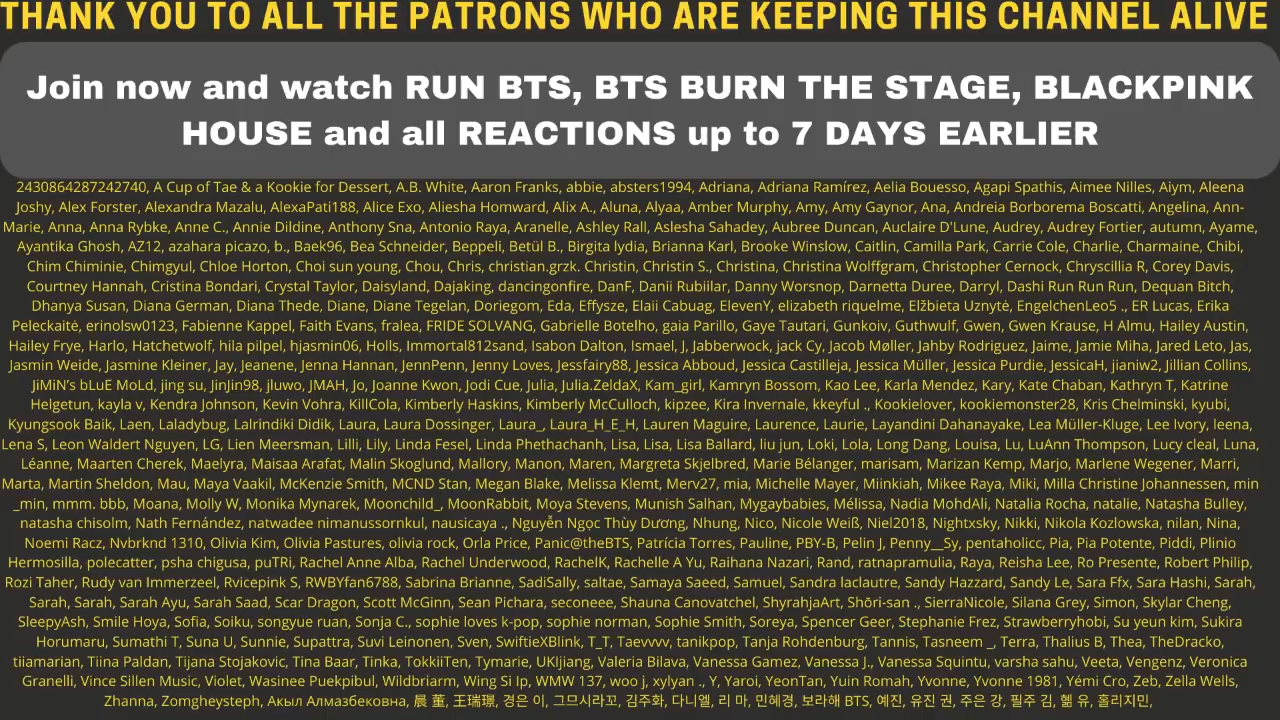 THANK YOU TO ALL THE PATRONS WHO ARE KEEPING THIS CHANNEL ALIVE
Join now and watch RUN BTS, BTS BURN THE STAGE, BLACKPINK
HOUSE and all REACTIONS up to 7 DAYS EARLIER
2430864287242740, A Cup of Tae & a Kookie for Dessert, A.B. White, Aaron Franks, abbie, absters1994, Adriana, Adriana Ramírez, Aelia Bouesso, Agapi Spathis, Aimee Nilles, Aiym, Aleena
Joshy, Alex Forster, Alexandra Mazalu, AlexaPati188, Alice Exo, Aliesha Homward, Alix A., Aluna, Alyaa, Amber Murphy, Amy, Amy Gaynor, Ana, Andreia Borborema Boscatti, Angelina, Ann-
Marie, Anna, Anna Rybke, Anne C., Annie Dildine, Anthony Sna, Antonio Raya, Aranelle, Ashley Rall, Aslesha Sahadey, Aubree Duncan, Auclaire D'Lune, Audrey, Audrey Fortier, autumn, Ayame,
Ayantika Ghosh, AZ12, azahara picazo, b., Baek96, Bea Schneider, Beppeli, Betül B., Birgita lydia, Brianna Karl, Brooke Winslow, Caitlin, Camilla Park, Carrie Cole, Charlie, Charmaine, Chibi,
Chim Chiminie, Chimgyul, Chloe Horton, Choi sun young, Chou, Chris, christian.grzk. Christin, Christin S., Christina, Christina Wolffgram, Christopher Cernock, Chryscillia R, Corey Davis,
Courtney Hannah, Cristina Bondari, Crystal Taylor, Daisyland, Dajaking, dancingonfire, DanF, Danii Rubiilar, Danny Worsnop, Darnetta Duree, Darryl, Dashi Run Run Run, Dequan Bitch,
Dhanya Susan, Diana German, Diana Thede, Diane, Diane Tegelan, Doriegom, Eda, Effysze, Elaii Cabuag, ElevenY, elizabeth riquelme, Elžbieta Uznytė, EngelchenLeo5 ., ER Lucas, Erika
Peleckaitė, erinolsw0123, Fabienne Kappel, Faith Evans, fralea, FRIDE SOLVANG, Gabrielle Botelho, gaia Parillo, Gaye Tautari, Gunkoiv, Guthwulf, Gwen, Gwen Krause, H Almu, Hailey Austin,
Hailey Frye, Harlo, Hatchetwolf, hila pilpel, hjasmin06, Holls, Immortal812sand, Isabon Dalton, Ismael, J, Jabberwock, jack Cy, Jacob Møller, Jahby Rodriguez, Jaime, Jamie Miha, Jared Leto, Jas,
Jasmin Weide, Jasmine Kleiner, Jay, Jeanene, Jenna Hannan, JennPenn, Jenny Loves, Jessfairy88, Jessica Abboud, Jessica Castilleja, Jessica Müller, Jessica Purdie, JessicaH, jianiw2, Jillian Collins,
JiMiN's bLuE MoLd, jing su, JinJin98, jluwo, JMAH, Jo, Joanne Kwon, Jodi Cue, Julia, Julia.ZeldaX, Kam_girl, Kamryn Bossom, Kao Lee, Karla Mendez, Kary, Kate Chaban, Kathryn T, Katrine
Helgetun, kayla v, Kendra Johnson, Kevin Vohra, KillCola, Kimberly Haskins, Kimberly McCulloch, kipzee, Kira Invernale, kkeyful ., Kookielover, kookiemonster28, Kris Chelminski, kyubi,
Kyungsook Baik, Laen, Laladybug, Lalrindiki Didik, Laura, Laura Dossinger, Laura_, Laura_H_E_H, Lauren Maguire, Laurence, Laurie, Layandini Dahanayake, Lea Müller-Kluge, Lee Ivory, leena,
Lena S, Leon Waldert Nguyen, LG, Lien Meersman, Lilli, Lily, Linda Fesel, Linda Phethachanh, Lisa, Lisa, Lisa Ballard, liu jun, Loki, Lola, Long Dang, Louisa, Lu, LuAnn Thompson, Lucy cleal, Luna,
Léanne, Maarten Cherek, Maelyra, Maisaa Arafat, Malin Skoglund, Mallory, Manon, Maren, Margreta Skjelbred, Marie Bélanger, marisam, Marizan Kemp, Marjo, Marlene Wegener, Marri,
Marta, Martin Sheldon, Mau, Maya Vaakil, McKenzie Smith, MCND Stan, Megan Blake, Melissa Klemt, Merv27, mia, Michelle Mayer, Miinkiah, Mikee Raya, Miki, Milla Christine Johannessen, min
_min, mmm. bbb, Moana, Molly W, Monika Mynarek, Moonchild_, MoonRabbit, Moya Stevens, Munish Salhan, Mygaybabies, Mélissa, Nadia MohdAli, Natalia Rocha, natalie, Natasha Bulley,
natasha chisolm, Nath Fernández, natwadee nimanussornkul, nausicaya ., Nguyễn Ngọc Thùy Dương, Nhung, Nico, Nicole Weiß, Niel2018, Nightxsky, Nikki, Nikola Kozlowska, nilan, Nina,
Noemi Racz, Nvbrknd 1310, Olivia Kim, Olivia Pastures, olivia rock, Orla Price, Panic@theBTS, Patrícia Torres, Pauline, PBY-B, Pelin J, Penny__Sy, pentaholicc, Pia, Pia Potente, Piddi, Plinio
Hermosilla, polecatter, psha chigusa, puTRi, Rachel Anne Alba, Rachel Underwood, RachelK, Rachelle A Yu, Raihana Nazari, Rand, ratnapramulia, Raya, Reisha Lee, Ro Presente, Robert Philip,
Rozi Taher, Rudy van Immerzeel, Rvicepink S, RWBYfan6788, Sabrina Brianne, SadiSally, saltae, Samaya Saeed, Samuel, Sandra laclautre, Sandy Hazzard, Sandy Le, Sara Ffx, Sara Hashi, Sarah,
Sarah, Sarah, Sarah Ayu, Sarah Saad, Scar Dragon, Scott McGinn, Sean Pichara, seconeee, Shauna Canovatchel, ShyrahjaArt, Shōri-san ., SierraNicole, Silana Grey, Simon, Skylar Cheng,
SleepyAsh, Smile Hoya, Sofia, Soiku, songyue ruan, Sonja C., sophie loves k-pop, sophie norman, Sophie Smith, Soreya, Spencer Geer, Stephanie Frez, Strawberryhobi, Su yeun kim, Sukira
Horumaru, Sumathi T, Suna U, Sunnie, Supattra, Suvi Leinonen, Sven, SwiftieXBlink, T_T, Taevvvv, tanikpop, Tanja Rohdenburg, Tannis, Tasneem _, Terra, Thalius B, Thea, TheDracko,
tiiamarian, Tiina Paldan, Tijana Stojakovic, Tina Baar, Tinka, TokkiiTen, Tymarie, UKIjiang, Valeria Bilava, Vanessa Gamez, Vanessa J., Vanessa Squintu, varsha sahu, Veeta, Vengenz, Veronica
Granelli, Vince Sillen Music, Violet, Wasinee Puekpibul, Wildbriarm, Wing Si Ip, WMW 137, woo j, xylyan ., Y, Yaroi, YeonTan, Yuin Romah, Yvonne, Yvonne 1981, Yémi Cro, Zeb, Zella Wells,
Zhanna, Zomgheysteph, Акыл Алмазбековна, 晨 董, 王瑞璟, 경은 이, 그므시라꼬, 김주화, 다니엘, 리 마, 민혜경, 보라해 BTS, 예진, 유진 권, 주은 강, 필주 김, 혦 유, 홀리지민,